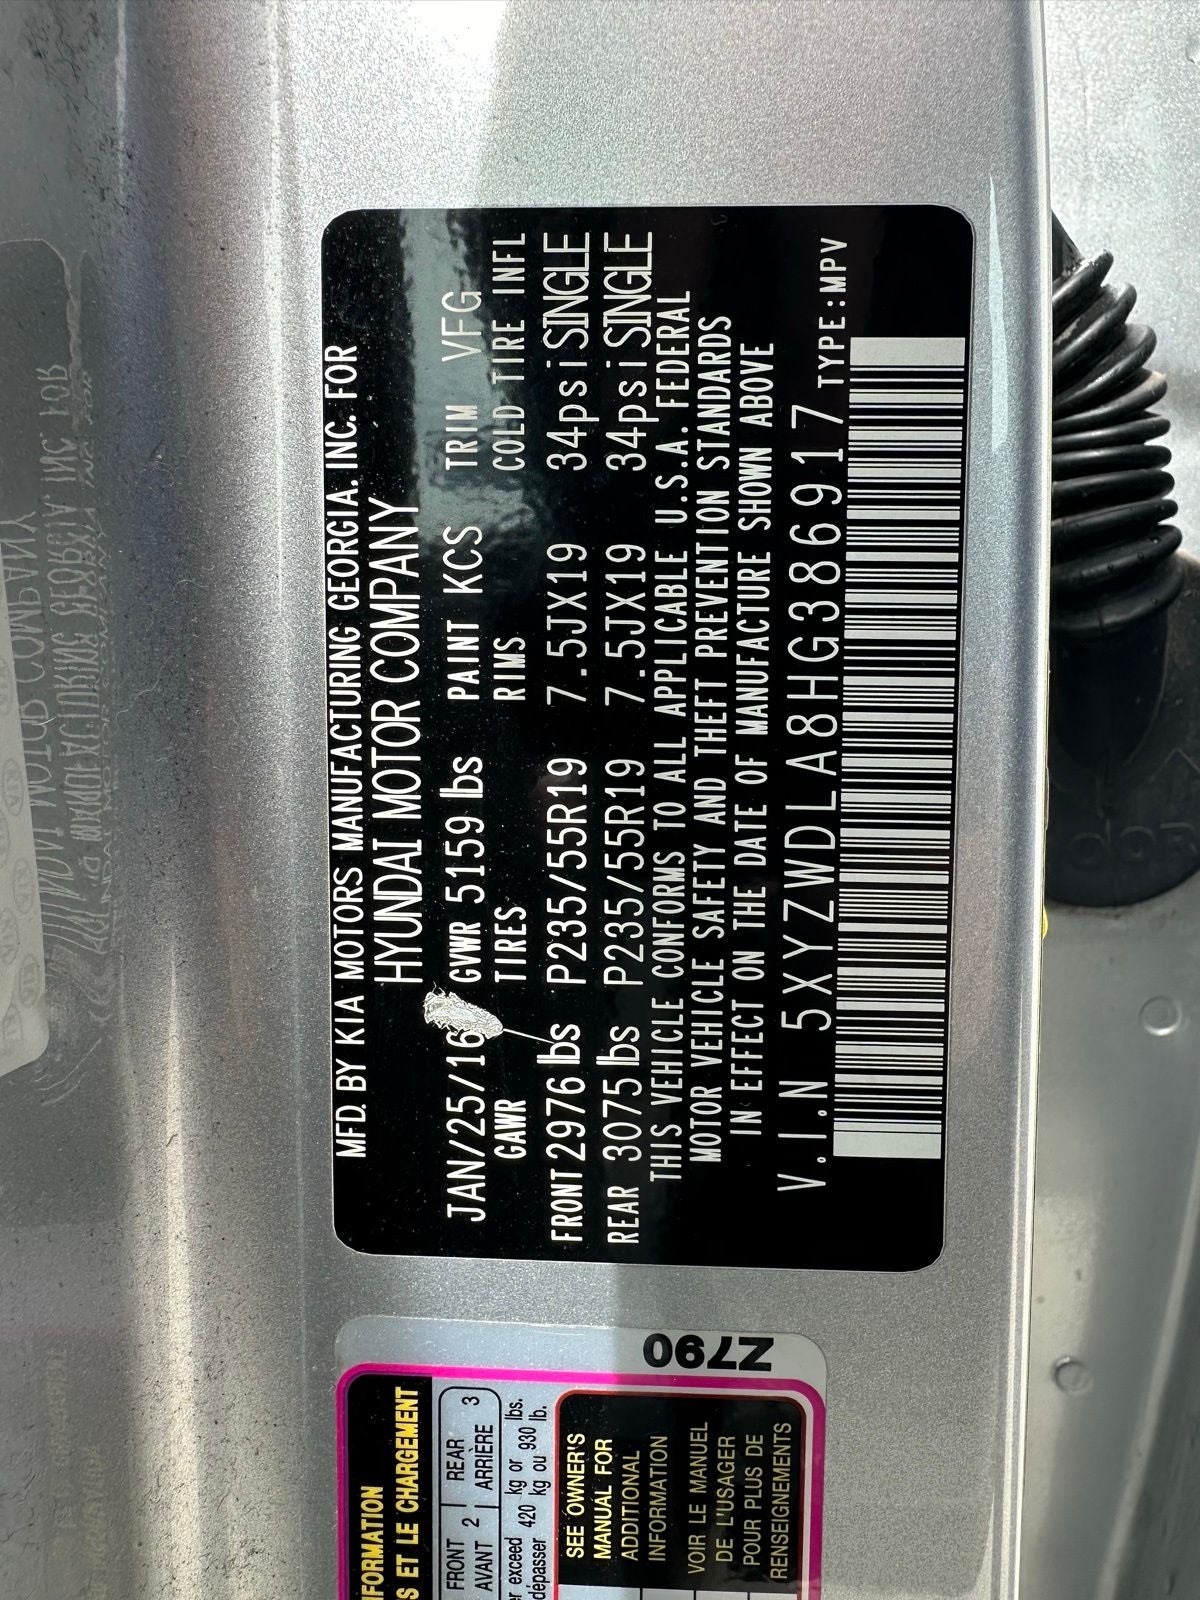 MFD. BY KIA MOTORS MANUFACTURING GEORGIA. INC. FOR
HYUNDAI MOTOR COMPANY
JAN/25/16 GVWR 5159 lbs PAINT KCS TRIM VFG
GAWR TIRES RIMS COLD TIRE INFL
FRONT 2976 lbs P235/55R19 7.5JX19 34psi SINGLE
REAR 3075 lbs P235/55R19 7.5JX19 34psi SINGLE
THIS VEHICLE CONFORMS TO ALL APPLICABLE U.S.A. FEDERAL
MOTOR VEHICLE SAFETY AND THEFT PREVENTION STANDARDS
IN EFFECT ON THE DATE OF MANUFACTURE SHOWN ABOVE
V.I.N 5XYZWDLA8HG386917 TYPE:MPV
Z790
FORMATION
S ET LE CHARGEMENT
FRONT 2 REAR 3
AVANT ARRIÈRE
er exceed 420 kg or 930 lbs.
dépasser kg ou lb.
SEE OWNER'S
MANUAL FOR
ADDITIONAL
INFORMATION
VOIR LE MANUEL
DE L'USAGER
POUR PLUS DE
RENSEIGNEMENTS